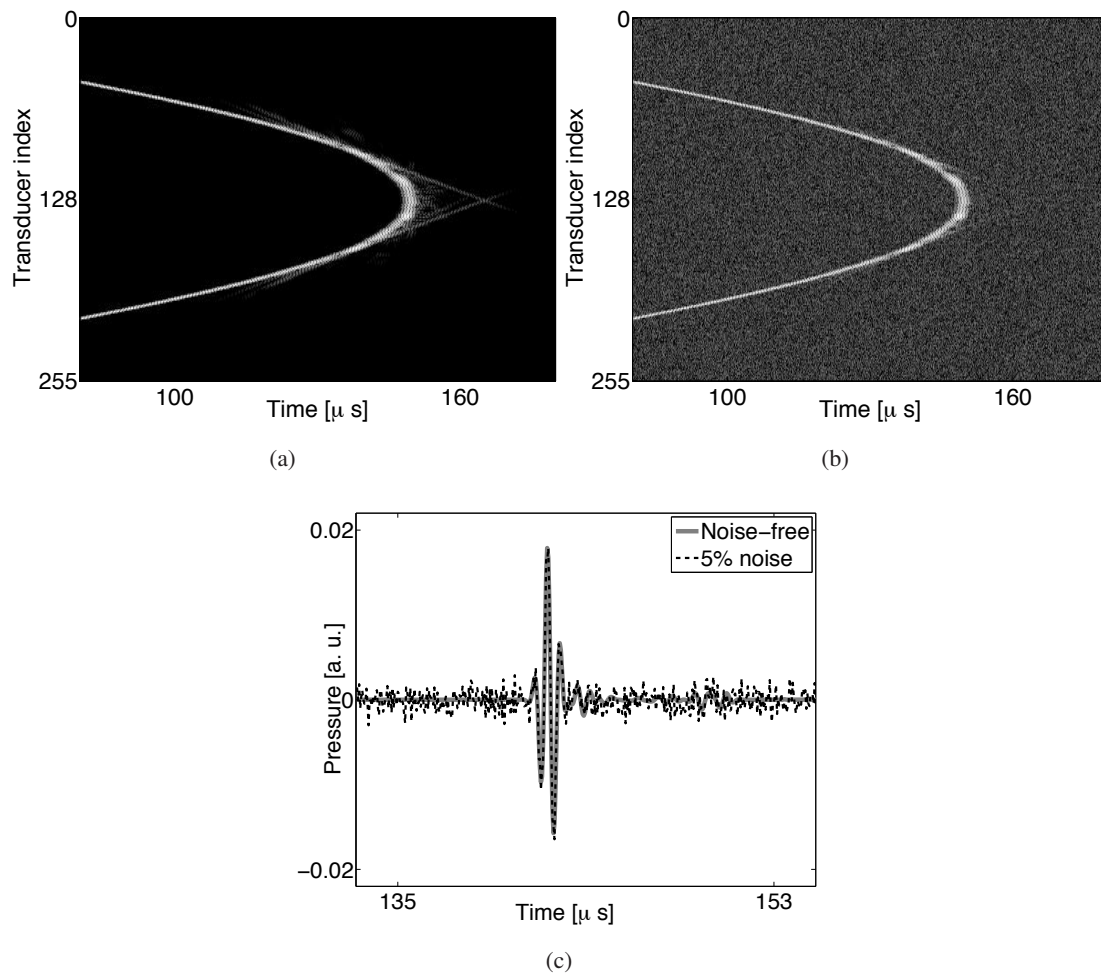 0
128
255
Transducer index
100
160
Time [μ s]
(a)
0
128
255
Transducer index
100
160
Time [μ s]
(b)
0.02
0
−0.02
Pressure [a. u.]
Noise−free
5% noise
135
153
Time [μ s]
(c)